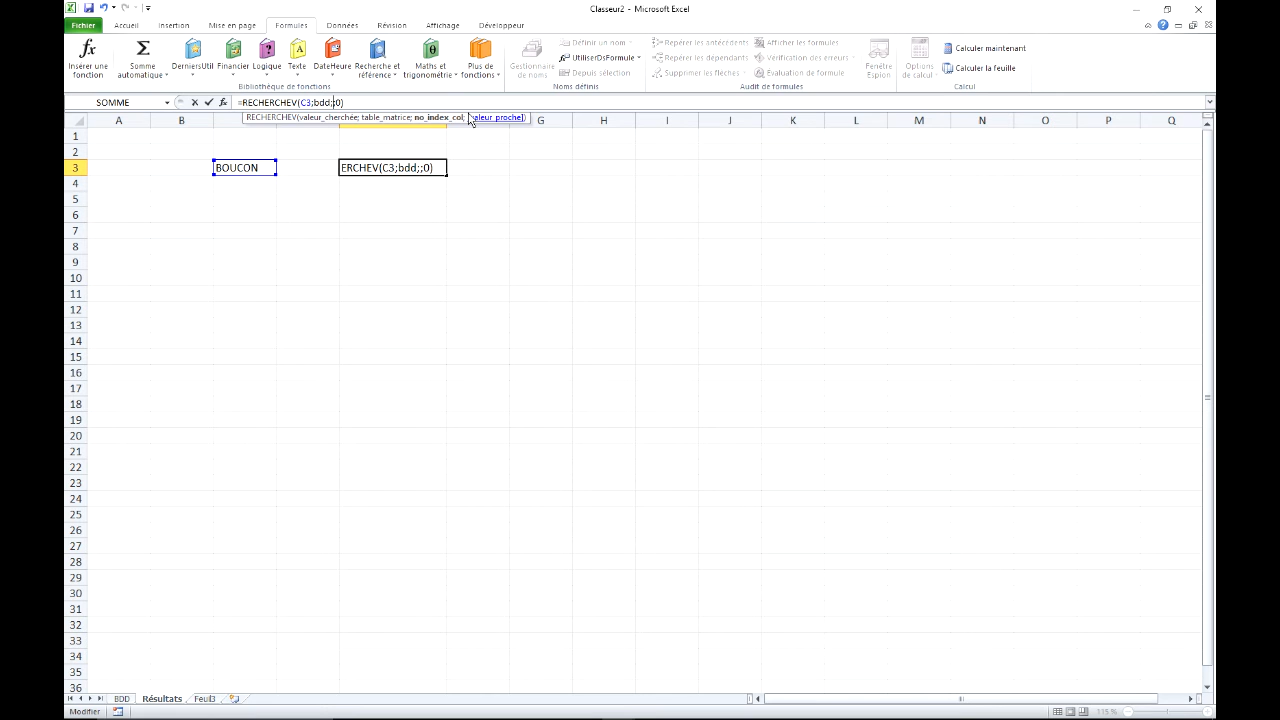 Classeur2 - Microsoft Excel
Fichier Accueil Insertion Mise en page Formules Données Révision Affichage Développeur
Insérer une fonction
Somme automatique
DerniersUtil
Financier
Logique
Texte
DateHeure
Recherche et référence
Maths et trigonométrie
Plus de fonctions
Bibliothèque de fonctions
Gestionnaire de noms
Définir un nom
UtiliserDsFormule
Depuis sélection
Noms définis
Repérer les antécédents
Repérer les dépendants
Supprimer les flèches
Afficher les formules
Vérification des erreurs
Évaluation de formule
Audit de formules
Fenêtre Espion
Options de calcul
Calculer maintenant
Calculer la feuille
Calcul
SOMME =RECHERCHEV(C3;bdd;;0)
RECHERCHEV(valeur_cherchée; table_matrice; no_index_col; [valeur_proche])
A B G H I J K L M N O P Q
1
2
3 BOUCON ERCHEV(C3;bdd;;0)
4
5
6
7
8
9
10
11
12
13
14
15
16
17
18
19
20
21
22
23
24
25
26
27
28
29
30
31
32
33
34
35
36
BDD Résultats Feuil3
Modifier 115 %